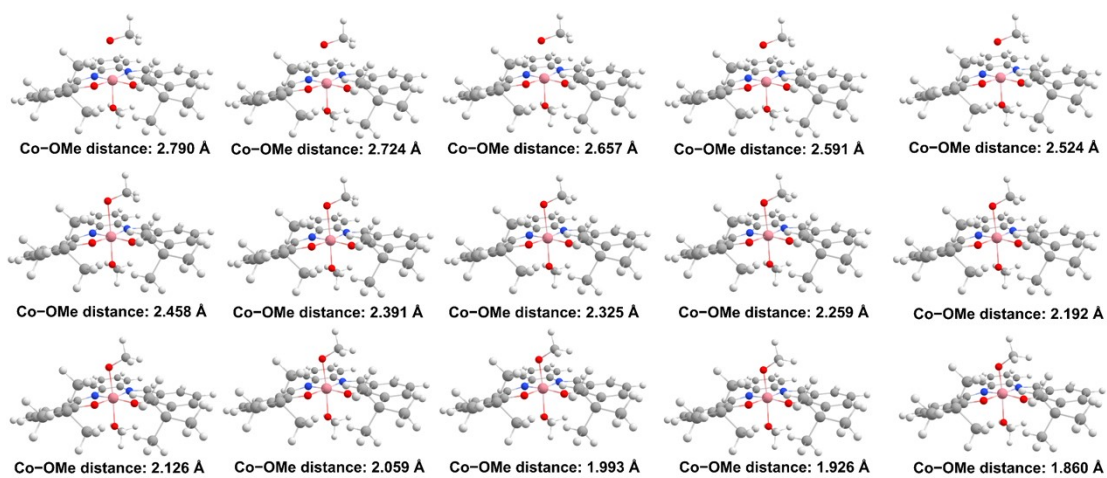 Co−OMe distance: 2.790 Å
Co−OMe distance: 2.724 Å
Co−OMe distance: 2.657 Å
Co−OMe distance: 2.591 Å
Co−OMe distance: 2.524 Å
Co−OMe distance: 2.458 Å
Co−OMe distance: 2.391 Å
Co−OMe distance: 2.325 Å
Co−OMe distance: 2.259 Å
Co−OMe distance: 2.192 Å
Co−OMe distance: 2.126 Å
Co−OMe distance: 2.059 Å
Co−OMe distance: 1.993 Å
Co−OMe distance: 1.926 Å
Co−OMe distance: 1.860 Å